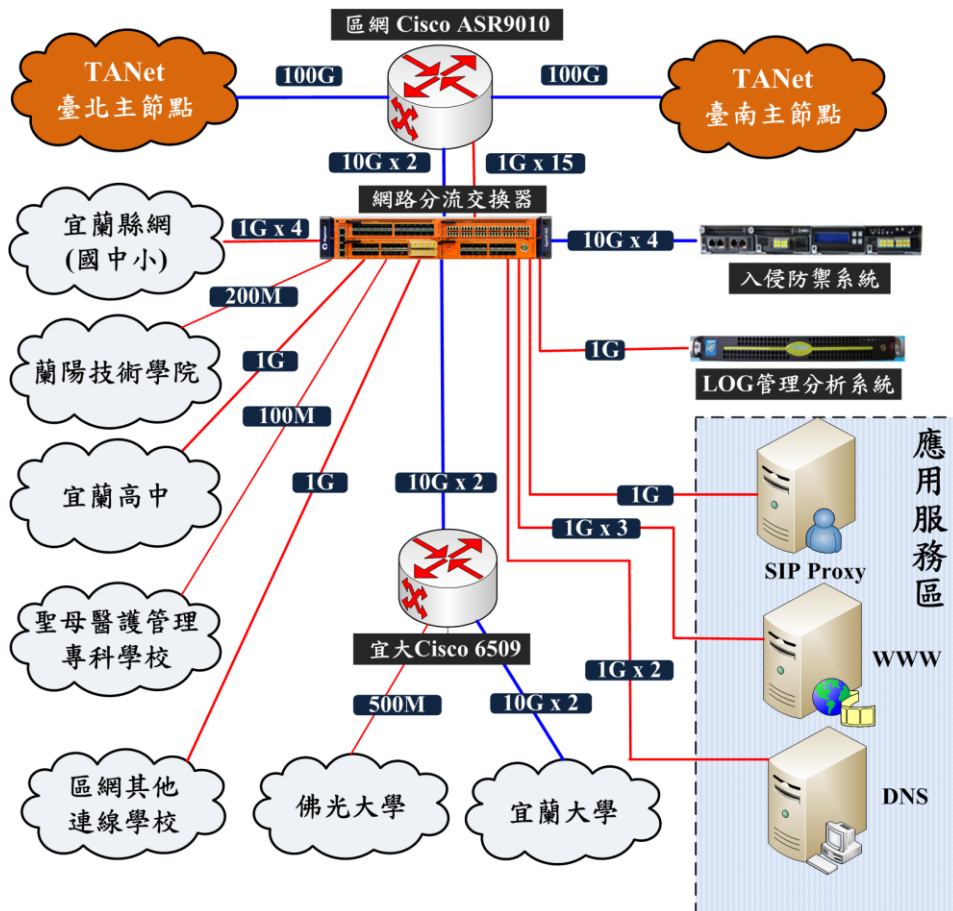 區網 Cisco ASR9010
TANet
臺北主節點
100G
100G
TANet
臺南主節點
10G x 2
1G x 15
網路分流交換器
宜蘭縣網
(國中小)
1G x 4
10G x 4
入侵防禦系統
200M
蘭陽技術學院
1G
1G
LOG管理分析系統
100M
宜蘭高中
1G
10G x 2
1G
1G x 3
應用服務區
SIP Proxy
聖母醫護管理
專科學校
宜大Cisco 6509
WWW
1G x 2
500M
10G x 2
區網其他
連線學校
佛光大學
宜蘭大學
DNS